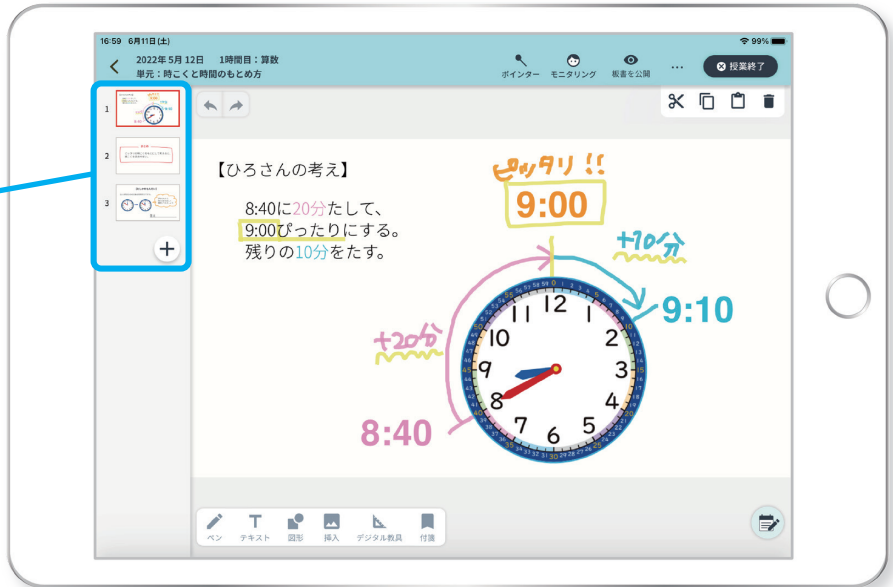 16:59 6月11日(土)
99%
2022年5月12日 1時間目：算数
単元：時こくと時間のもとめ方
ポインター
モニタリング
板書を公開
…
授業終了
1
2
3
+
【ひろさんの考え】
8:40に20分たして、
9:00ぴったりにする。
残りの10分をたす。
ピッタリ!!
9:00
+10分
9:10
+20分
8:40
12
1
2
3
4
5
6
7
8
9
10
11
ペン
テキスト
図形
挿入
デジタル教具
付箋